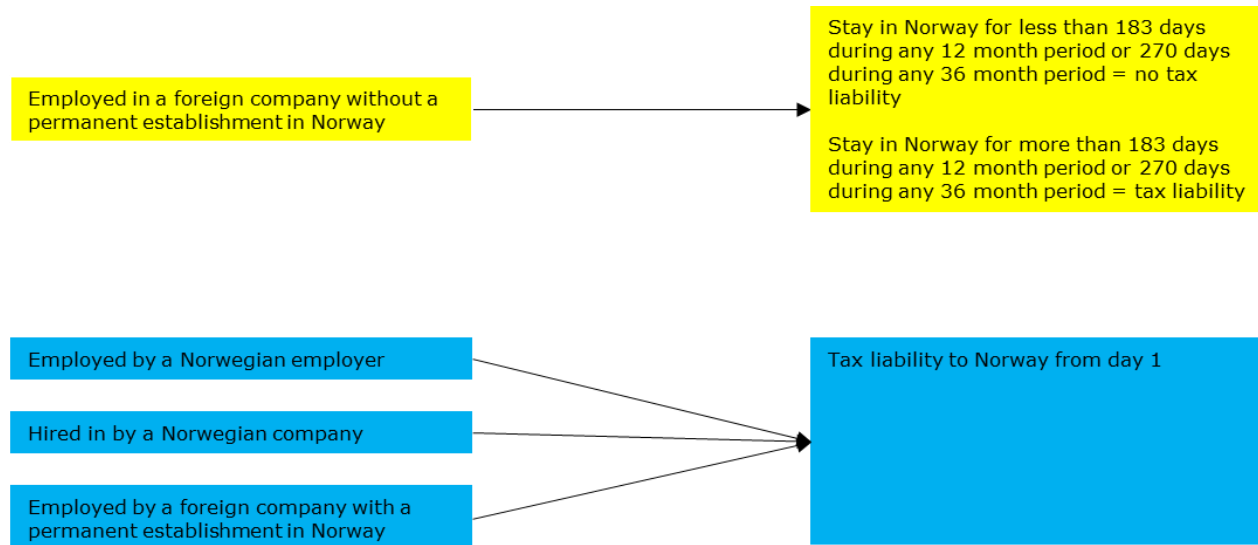 Stay in Norway for less than 183 days
during any 12 month period or 270 days
during any 36 month period = no tax
liability
Employed in a foreign company without a
permanent establishment in Norway
Stay in Norway for more than 183 days
during any 12 month period or 270 days
during any 36 month period = tax liability
Employed by a Norwegian employer
Tax liability to Norway from day 1
Hired in by a Norwegian company
Employed by a foreign company with a
permanent establishment in Norway